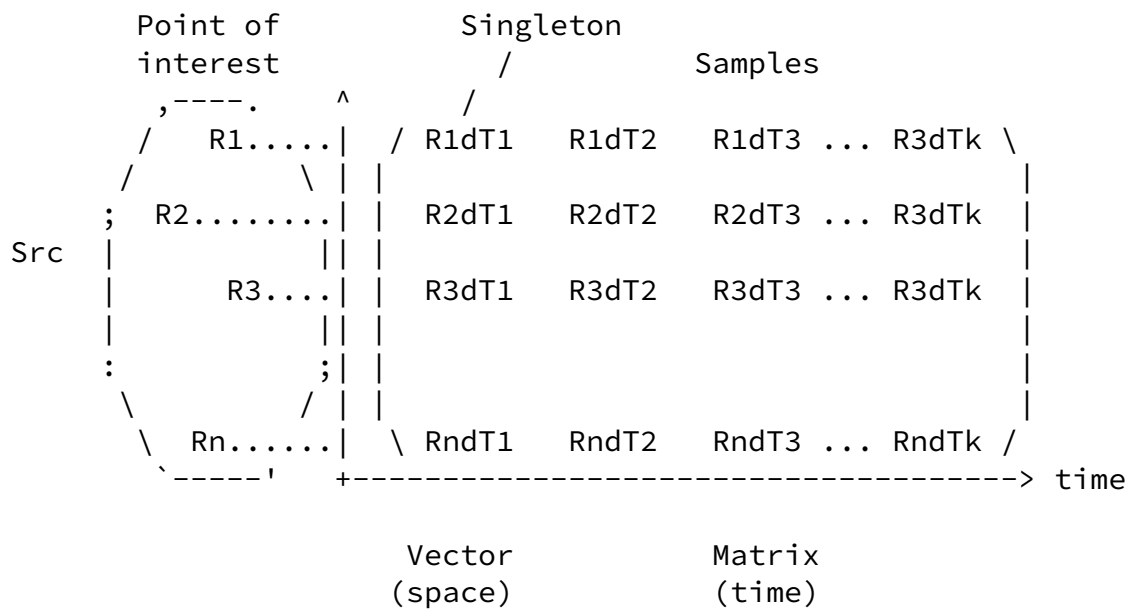 Point of Singleton
interest / Samples
,----. ^ /
/ R1.....| / R1dT1 R1dT2 R1dT3 ... R3dTk \
/ \ | | |
; R2........| | R2dT1 R2dT2 R2dT3 ... R3dTk |
Src | || | |
| R3....| | R3dT1 R3dT2 R3dT3 ... R3dTk |
| || | |
: ;| | |
\ / | | |
\ Rn......| \ RndT1 RndT2 RndT3 ... RndTk /
`-----' +-------------------------------------> time
Vector Matrix
(space) (time)